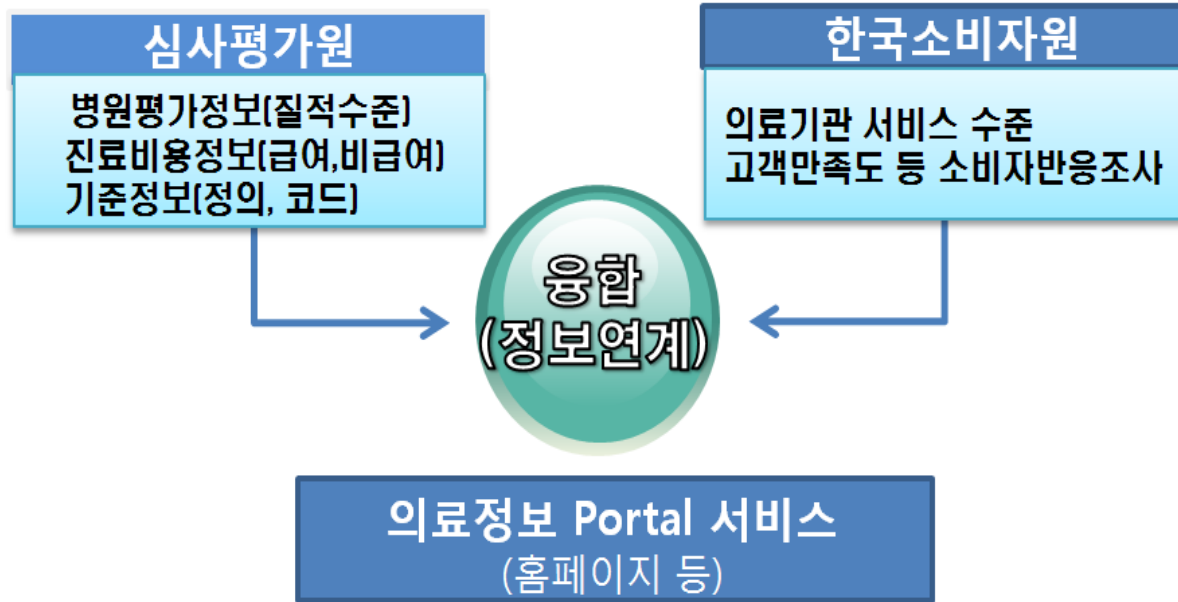 심사평가원
병원평가정보(질적수준)
진료비용정보(급여,비급여)
기준정보(정의, 코드)
한국소비자원
의료기관 서비스 수준
고객만족도 등 소비자반응조사
융합
(정보연계)
의료정보 Portal 서비스
(홈페이지 등)